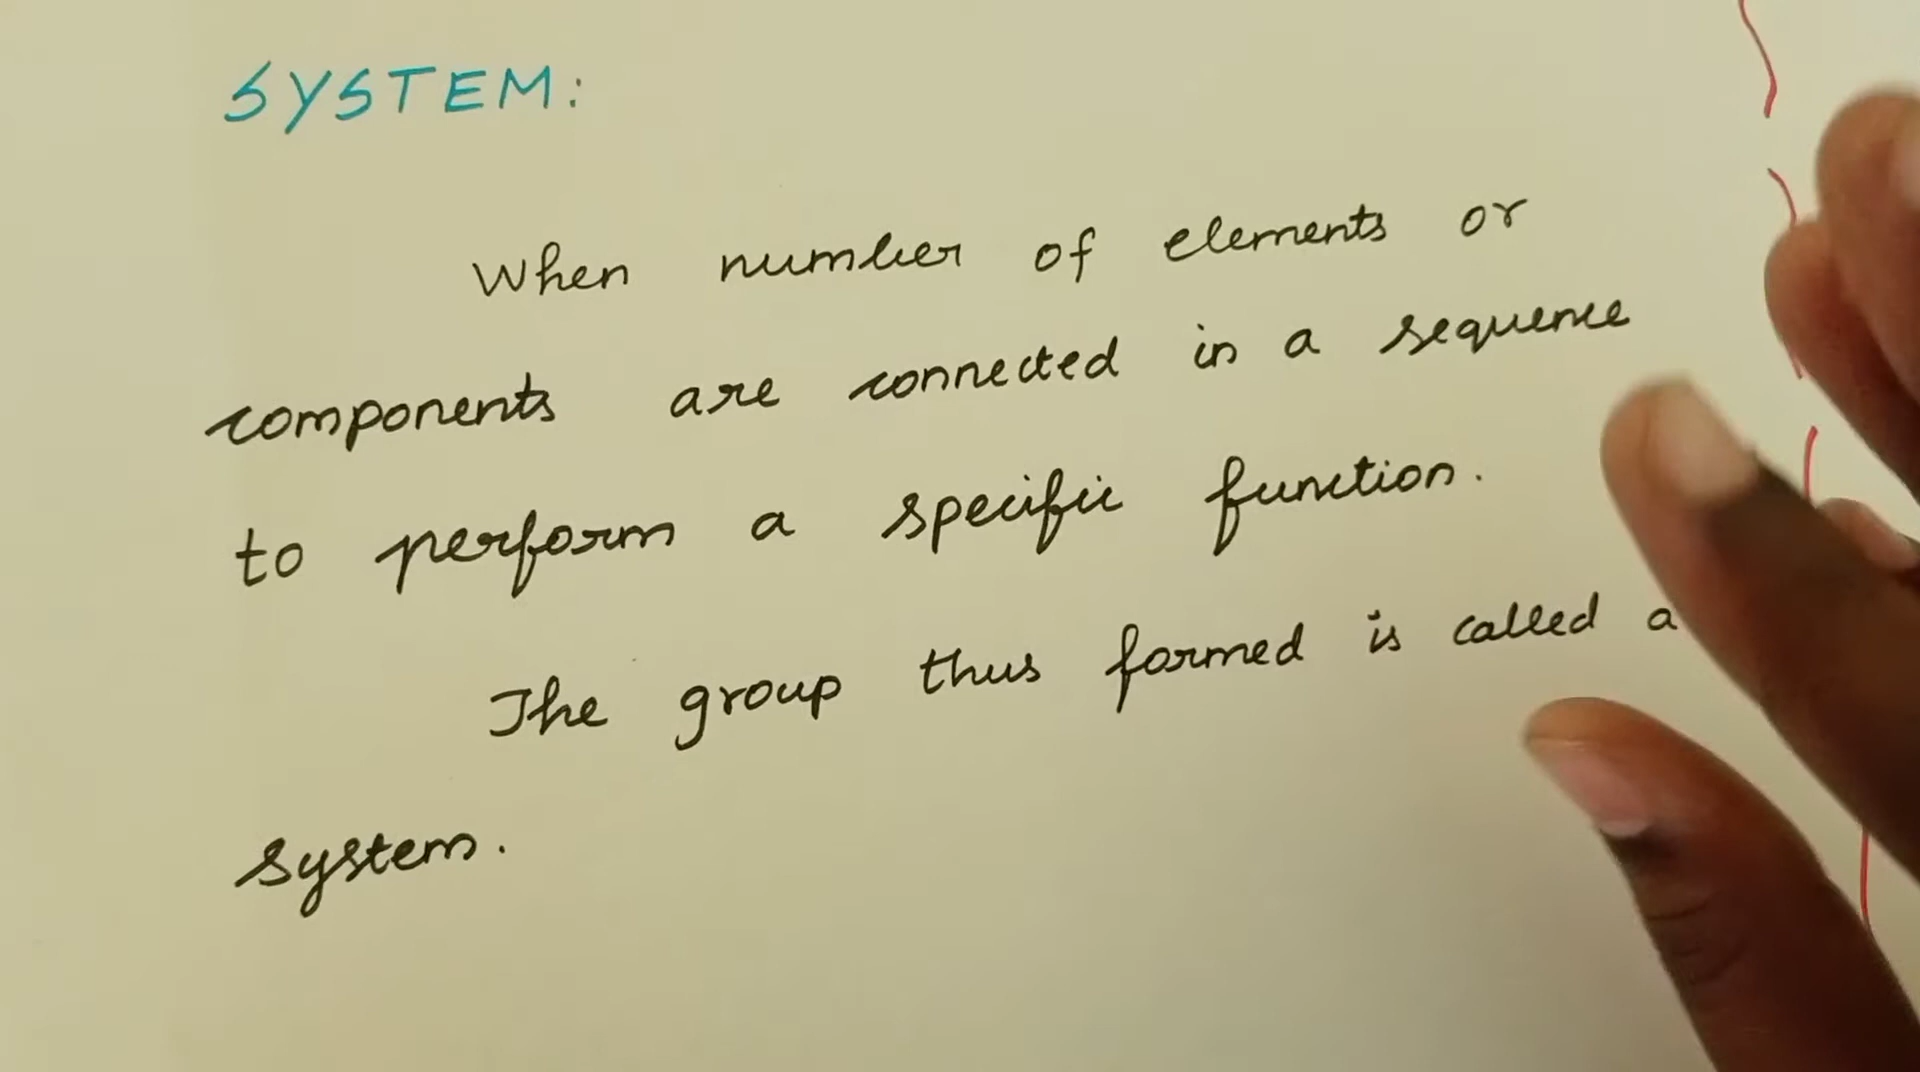 SYSTEM:
When number of elements or
components are connected in a sequence
to perform a specific function.
The group thus formed is called a
system.